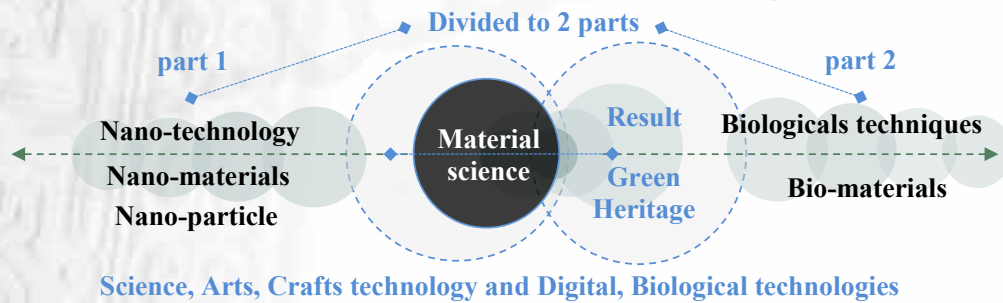 Divided to 2 parts
part 1
part 2
Nano-technology
Nano-materials
Nano-particle
Material
science
Result
Green
Heritage
Biologicals techniques
Bio-materials
Science, Arts, Crafts technology and Digital, Biological technologies